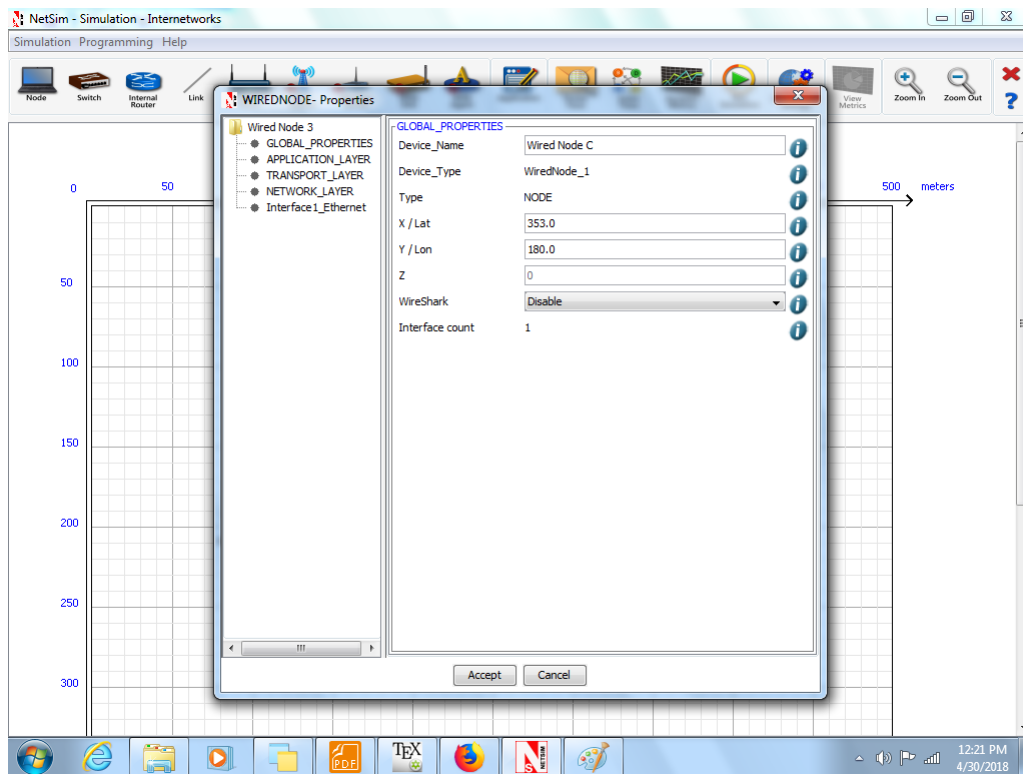 NetSim - Simulation - Internetworks
Simulation Programming Help
Node
Switch
Internal
Router
Link
View
Metrics
Zoom In
Zoom Out
WIREDNODE- Properties
Wired Node 3
GLOBAL_PROPERTIES
APPLICATION_LAYER
TRANSPORT_LAYER
NETWORK_LAYER
Interface1_Ethernet
GLOBAL_PROPERTIES
Device_Name Wired Node C
Device_Type WiredNode_1
Type NODE
X / Lat 353.0
Y / Lon 180.0
Z 0
WireShark Disable
Interface count 1
Accept Cancel
0 50 500 meters
50
100
150
200
250
300
PDF
TEX
NETSIM
12:21 PM
4/30/2018